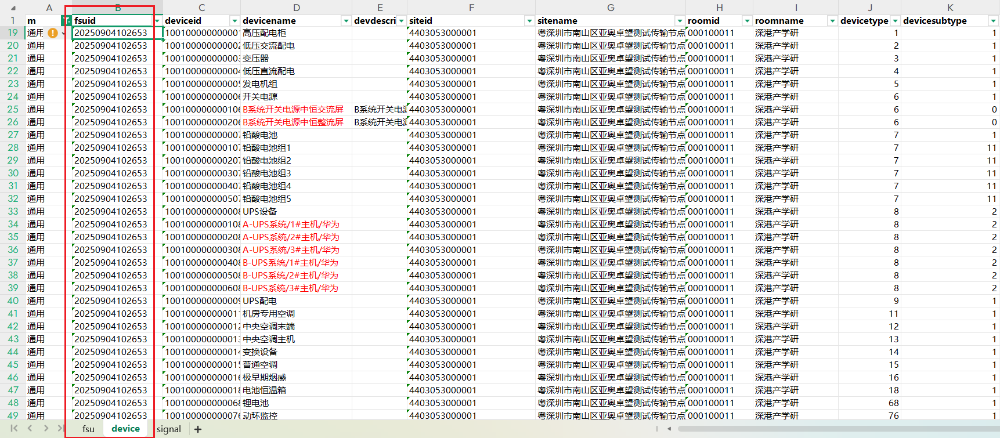 A B C D E F G H I J K
1 m fsuid deviceid devicename devdescri siteid sitename roomid roomname devicetype devicesubtype
19 通用 20250904102653 100100000000001 高压配电柜 4403053000001 粤深圳市南山区亚奥卓望测试传输节点 000100011 深港产学研 1 1
20 通用 20250904102653 100100000000002 低压交流配电 4403053000001 粤深圳市南山区亚奥卓望测试传输节点 000100011 深港产学研 2 1
21 通用 20250904102653 100100000000003 变压器 4403053000001 粤深圳市南山区亚奥卓望测试传输节点 000100011 深港产学研 3 1
22 通用 20250904102653 100100000000004 低压直流配电 4403053000001 粤深圳市南山区亚奥卓望测试传输节点 000100011 深港产学研 4 1
23 通用 20250904102653 100100000000005 发电机组 4403053000001 粤深圳市南山区亚奥卓望测试传输节点 000100011 深港产学研 5 1
24 通用 20250904102653 100100000000006 开关电源 4403053000001 粤深圳市南山区亚奥卓望测试传输节点 000100011 深港产学研 6 1
25 通用 20250904102653 100100000000106 B系统开关电源中恒交流屏 B系统开关电源 4403053000001 粤深圳市南山区亚奥卓望测试传输节点 000100011 深港产学研 6 0
26 通用 20250904102653 100100000000206 B系统开关电源中恒整流屏 B系统开关电源 4403053000001 粤深圳市南山区亚奥卓望测试传输节点 000100011 深港产学研 6 0
27 通用 20250904102653 100100000000007 铅酸电池 4403053000001 粤深圳市南山区亚奥卓望测试传输节点 000100011 深港产学研 7 1
28 通用 20250904102653 100100000000107 铅酸电池组1 4403053000001 粤深圳市南山区亚奥卓望测试传输节点 000100011 深港产学研 7 11
29 通用 20250904102653 100100000000207 铅酸电池组2 4403053000001 粤深圳市南山区亚奥卓望测试传输节点 000100011 深港产学研 7 11
30 通用 20250904102653 100100000000307 铅酸电池组3 4403053000001 粤深圳市南山区亚奥卓望测试传输节点 000100011 深港产学研 7 11
31 通用 20250904102653 100100000000407 铅酸电池组4 4403053000001 粤深圳市南山区亚奥卓望测试传输节点 000100011 深港产学研 7 11
32 通用 20250904102653 100100000000507 铅酸电池组5 4403053000001 粤深圳市南山区亚奥卓望测试传输节点 000100011 深港产学研 7 11
33 通用 20250904102653 100100000000008 UPS设备 4403053000001 粤深圳市南山区亚奥卓望测试传输节点 000100011 深港产学研 8 2
34 通用 20250904102653 100100000000108 A-UPS系统/1#主机/华为 4403053000001 粤深圳市南山区亚奥卓望测试传输节点 000100011 深港产学研 8 2
35 通用 20250904102653 100100000000208 A-UPS系统/2#主机/华为 4403053000001 粤深圳市南山区亚奥卓望测试传输节点 000100011 深港产学研 8 2
36 通用 20250904102653 100100000000308 A-UPS系统/3#主机/华为 4403053000001 粤深圳市南山区亚奥卓望测试传输节点 000100011 深港产学研 8 2
37 通用 20250904102653 100100000000408 B-UPS系统/1#主机/华为 4403053000001 粤深圳市南山区亚奥卓望测试传输节点 000100011 深港产学研 8 2
38 通用 20250904102653 100100000000508 B-UPS系统/2#主机/华为 4403053000001 粤深圳市南山区亚奥卓望测试传输节点 000100011 深港产学研 8 2
39 通用 20250904102653 100100000000608 B-UPS系统/3#主机/华为 4403053000001 粤深圳市南山区亚奥卓望测试传输节点 000100011 深港产学研 8 2
40 通用 20250904102653 100100000000009 UPS配电 4403053000001 粤深圳市南山区亚奥卓望测试传输节点 000100011 深港产学研 9 1
41 通用 20250904102653 100100000000011 机房专用空调 4403053000001 粤深圳市南山区亚奥卓望测试传输节点 000100011 深港产学研 11 1
42 通用 20250904102653 100100000000012 中央空调末端 4403053000001 粤深圳市南山区亚奥卓望测试传输节点 000100011 深港产学研 12 1
43 通用 20250904102653 100100000000013 中央空调主机 4403053000001 粤深圳市南山区亚奥卓望测试传输节点 000100011 深港产学研 13 1
44 通用 20250904102653 100100000000014 变换设备 4403053000001 粤深圳市南山区亚奥卓望测试传输节点 000100011 深港产学研 14 1
45 通用 20250904102653 100100000000015 普通空调 4403053000001 粤深圳市南山区亚奥卓望测试传输节点 000100011 深港产学研 15 1
46 通用 20250904102653 100100000000016 极早期烟感 4403053000001 粤深圳市南山区亚奥卓望测试传输节点 000100011 深港产学研 16 1
47 通用 20250904102653 100100000000018 电池恒温箱 4403053000001 粤深圳市南山区亚奥卓望测试传输节点 000100011 深港产学研 18 1
48 通用 20250904102653 100100000000068 锂电池 4403053000001 粤深圳市南山区亚奥卓望测试传输节点 000100011 深港产学研 68 1
49 通用 20250904102653 100100000000076 动环监控 4403053000001 粤深圳市南山区亚奥卓望测试传输节点 000100011 深港产学研 76 1
fsu device signal +